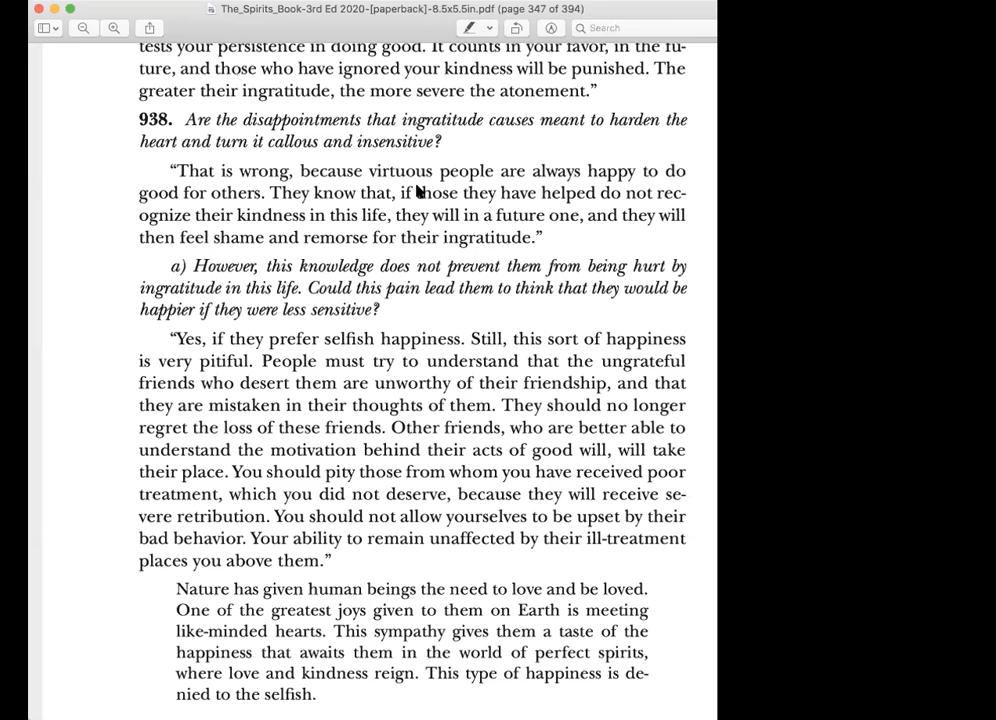 The_Spirits_Book-3rd Ed 2020-[paperback]-8.5x5.5in.pdf (page 347 of 394)
Search
tests your persistence in doing good. It counts in your favor, in the fu-
ture, and those who have ignored your kindness will be punished. The
greater their ingratitude, the more severe the atonement.”
938. Are the disappointments that ingratitude causes meant to harden the
heart and turn it callous and insensitive?
“That is wrong, because virtuous people are always happy to do
good for others. They know that, if those they have helped do not rec-
ognize their kindness in this life, they will in a future one, and they will
then feel shame and remorse for their ingratitude.”
a) However, this knowledge does not prevent them from being hurt by
ingratitude in this life. Could this pain lead them to think that they would be
happier if they were less sensitive?
“Yes, if they prefer selfish happiness. Still, this sort of happiness
is very pitiful. People must try to understand that the ungrateful
friends who desert them are unworthy of their friendship, and that
they are mistaken in their thoughts of them. They should no longer
regret the loss of these friends. Other friends, who are better able to
understand the motivation behind their acts of good will, will take
their place. You should pity those from whom you have received poor
treatment, which you did not deserve, because they will receive se-
vere retribution. You should not allow yourselves to be upset by their
bad behavior. Your ability to remain unaffected by their ill-treatment
places you above them.”
Nature has given human beings the need to love and be loved.
One of the greatest joys given to them on Earth is meeting
like-minded hearts. This sympathy gives them a taste of the
happiness that awaits them in the world of perfect spirits,
where love and kindness reign. This type of happiness is de-
nied to the selfish.